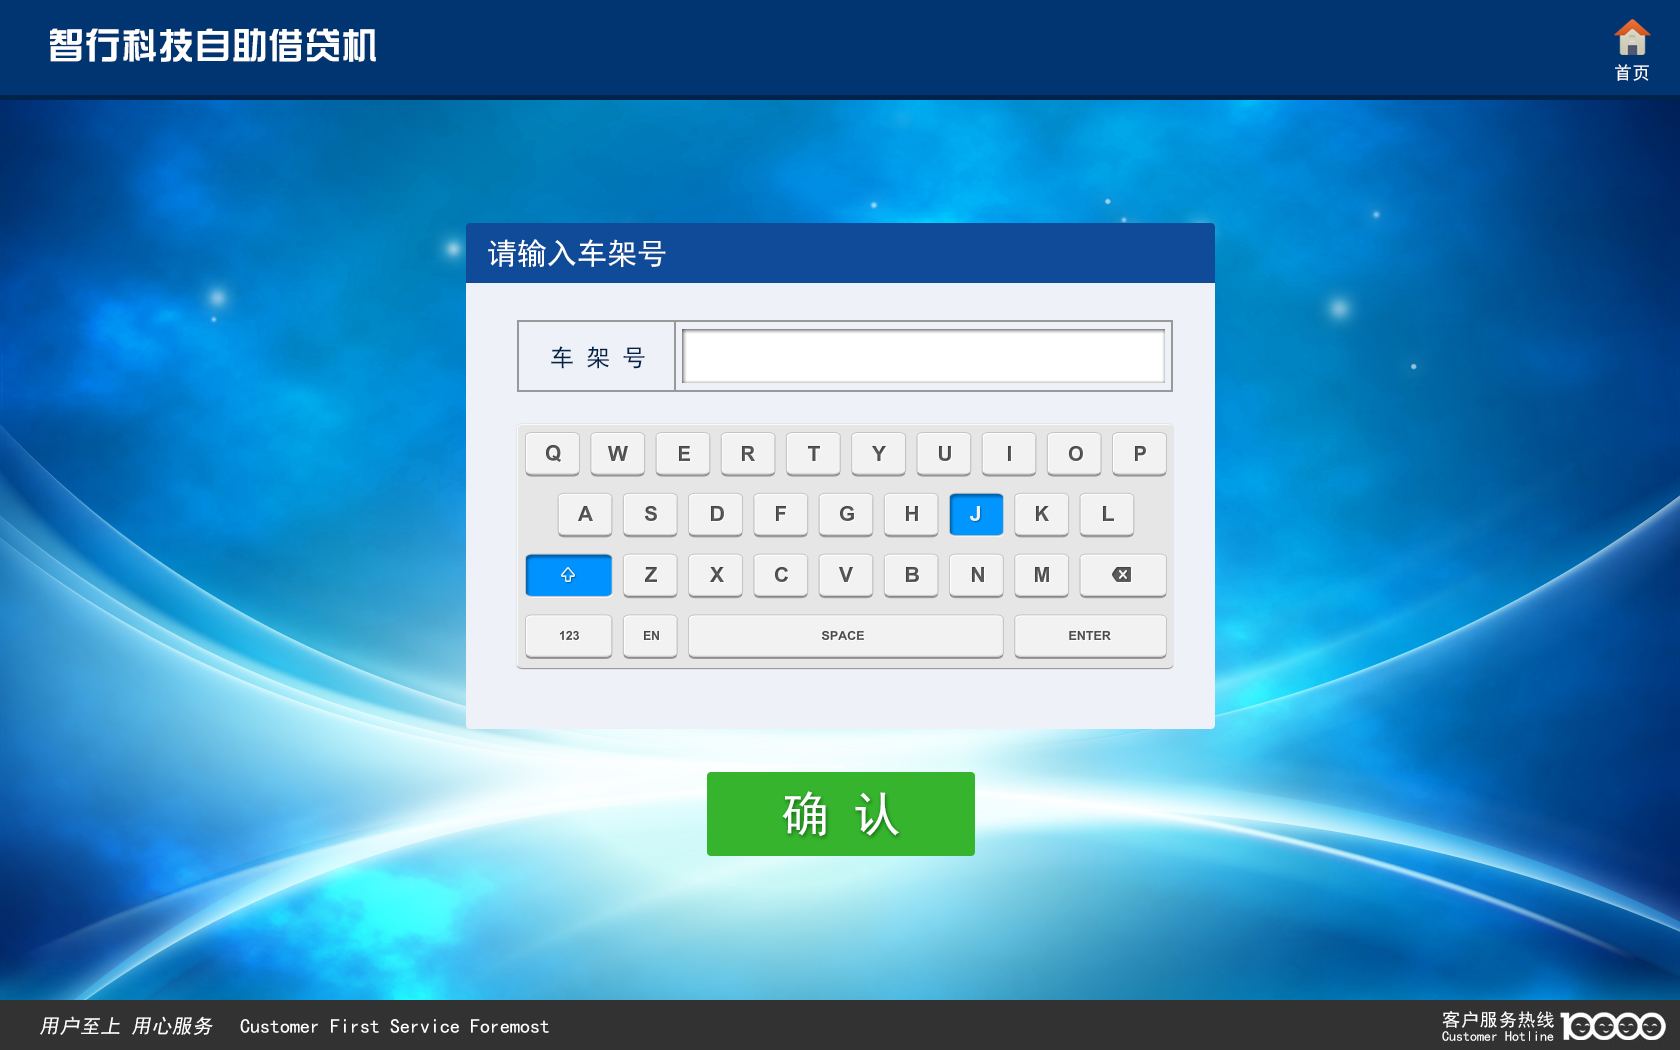 智行科技自助借贷机
首页
请输入车架号
车 架 号
Q W E R T Y U I O P
A S D F G H J K L
Z X C V B N M
123 EN SPACE ENTER
确 认
用户至上 用心服务 Customer First Service Foremost
客户服务热线
Customer Hotline
10000